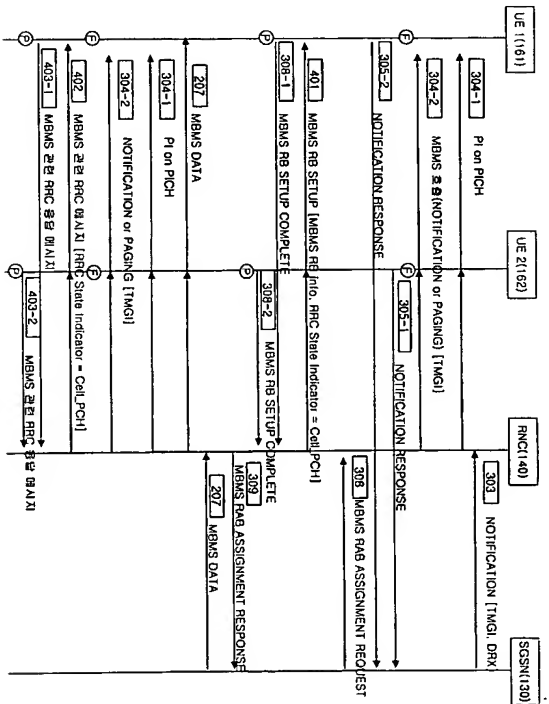 UE 1(161)
UE 2(162)
RNC(140)
SGSN(130)
303 NOTIFICATION [TMGI, DRX]
304-1 PI on PICH
304-2 MBMS 호출(NOTIFICATION or PAGING) [TMGI]
F
F
305-1 NOTIFICATION RESPONSE
305-2 NOTIFICATION RESPONSE
306 MBMS RAB ASSIGNMENT REQUEST
401 MBMS RB SETUP [MBMS RB info, RRC State Indicator = Cell_PCH]
308-1 MBMS RB SETUP COMPLETE
P
308-2 MBMS RB SETUP COMPLETE
P
309 MBMS RAB ASSIGNMENT RESPONSE
207 MBMS DATA
207 MBMS DATA
304-1 PI on PICH
304-2 NOTIFICATION or PAGING [TMGI]
F
F
402 MBMS 관련 RRC 메시지 [RRC State Indicator = Cell_PCH]
403-1 MBMS 관련 RRC 응답 메시지
P
P
403-2 MBMS 관련 RRC 응답 메시지